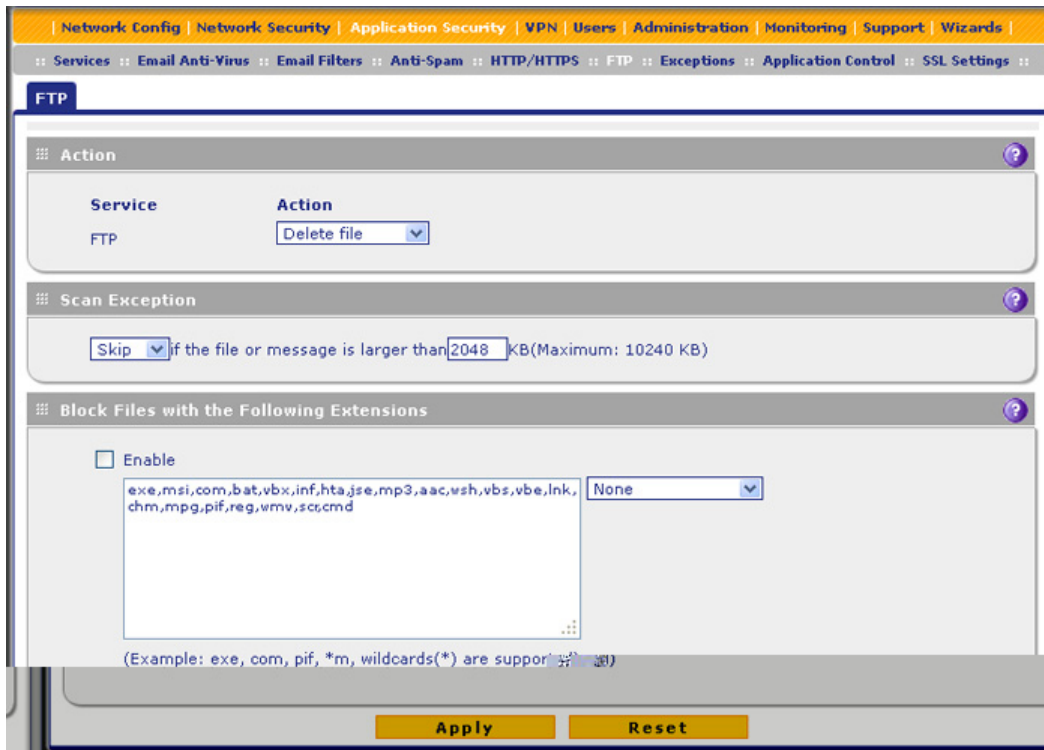 | Network Config | Network Security | Application Security | VPN | Users | Administration | Monitoring | Support | Wizards |
:: Services :: Email Anti-Virus :: Email Filters :: Anti-Spam :: HTTP/HTTPS :: FTP :: Exceptions :: Application Control :: SSL Settings ::
FTP
Action
?
Service Action
FTP Delete file
Scan Exception
?
Skip if the file or message is larger than 2048 KB(Maximum: 10240 KB)
Block Files with the Following Extensions
?
Enable
exe,msi,com,bat,vbx,inf,hta,jse,mp3,aac,wsh,vbs,vbe,lnk, None
chm,mpg,pif,reg,wmv,scr,cmd
(Example: exe, com, pif, *m, wildcards(*) are
Apply Reset